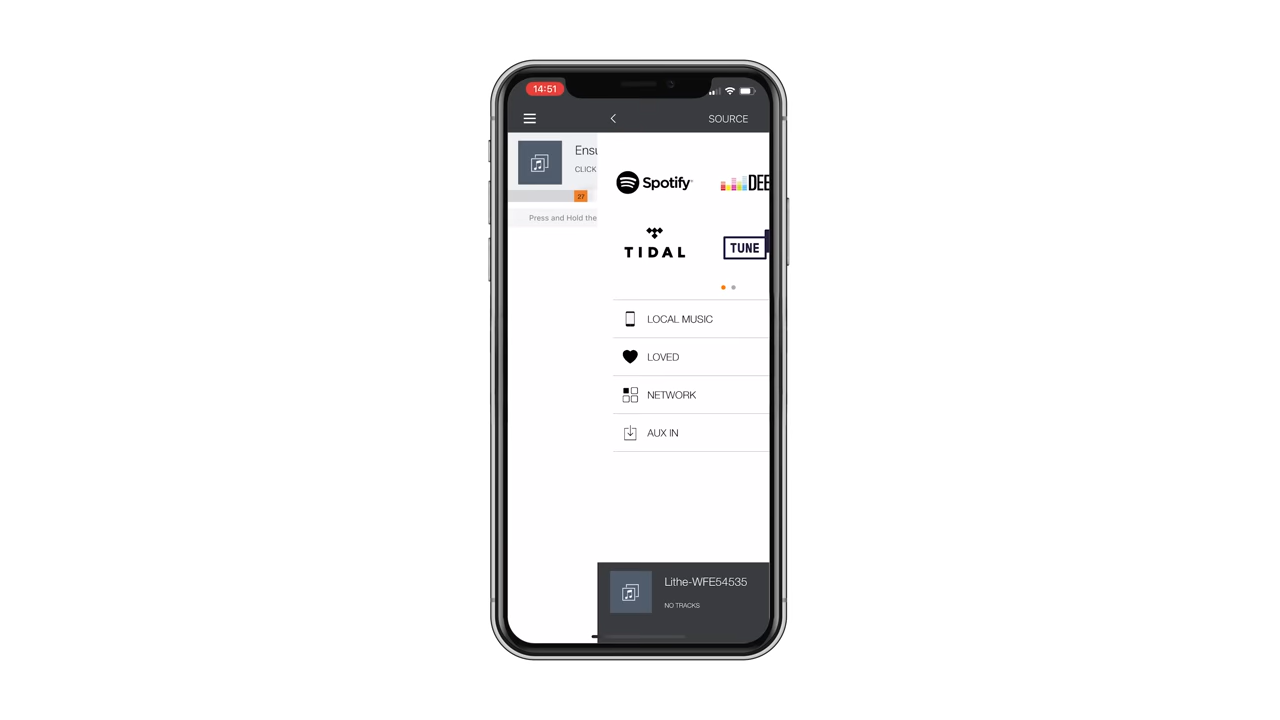 14:51
SOURCE
Ensu
CLICK
27
Press and Hold the
Spotify
DEE
TIDAL
TUNE
LOCAL MUSIC
LOVED
NETWORK
AUX IN
Lithe-WFE54535
NO TRACKS